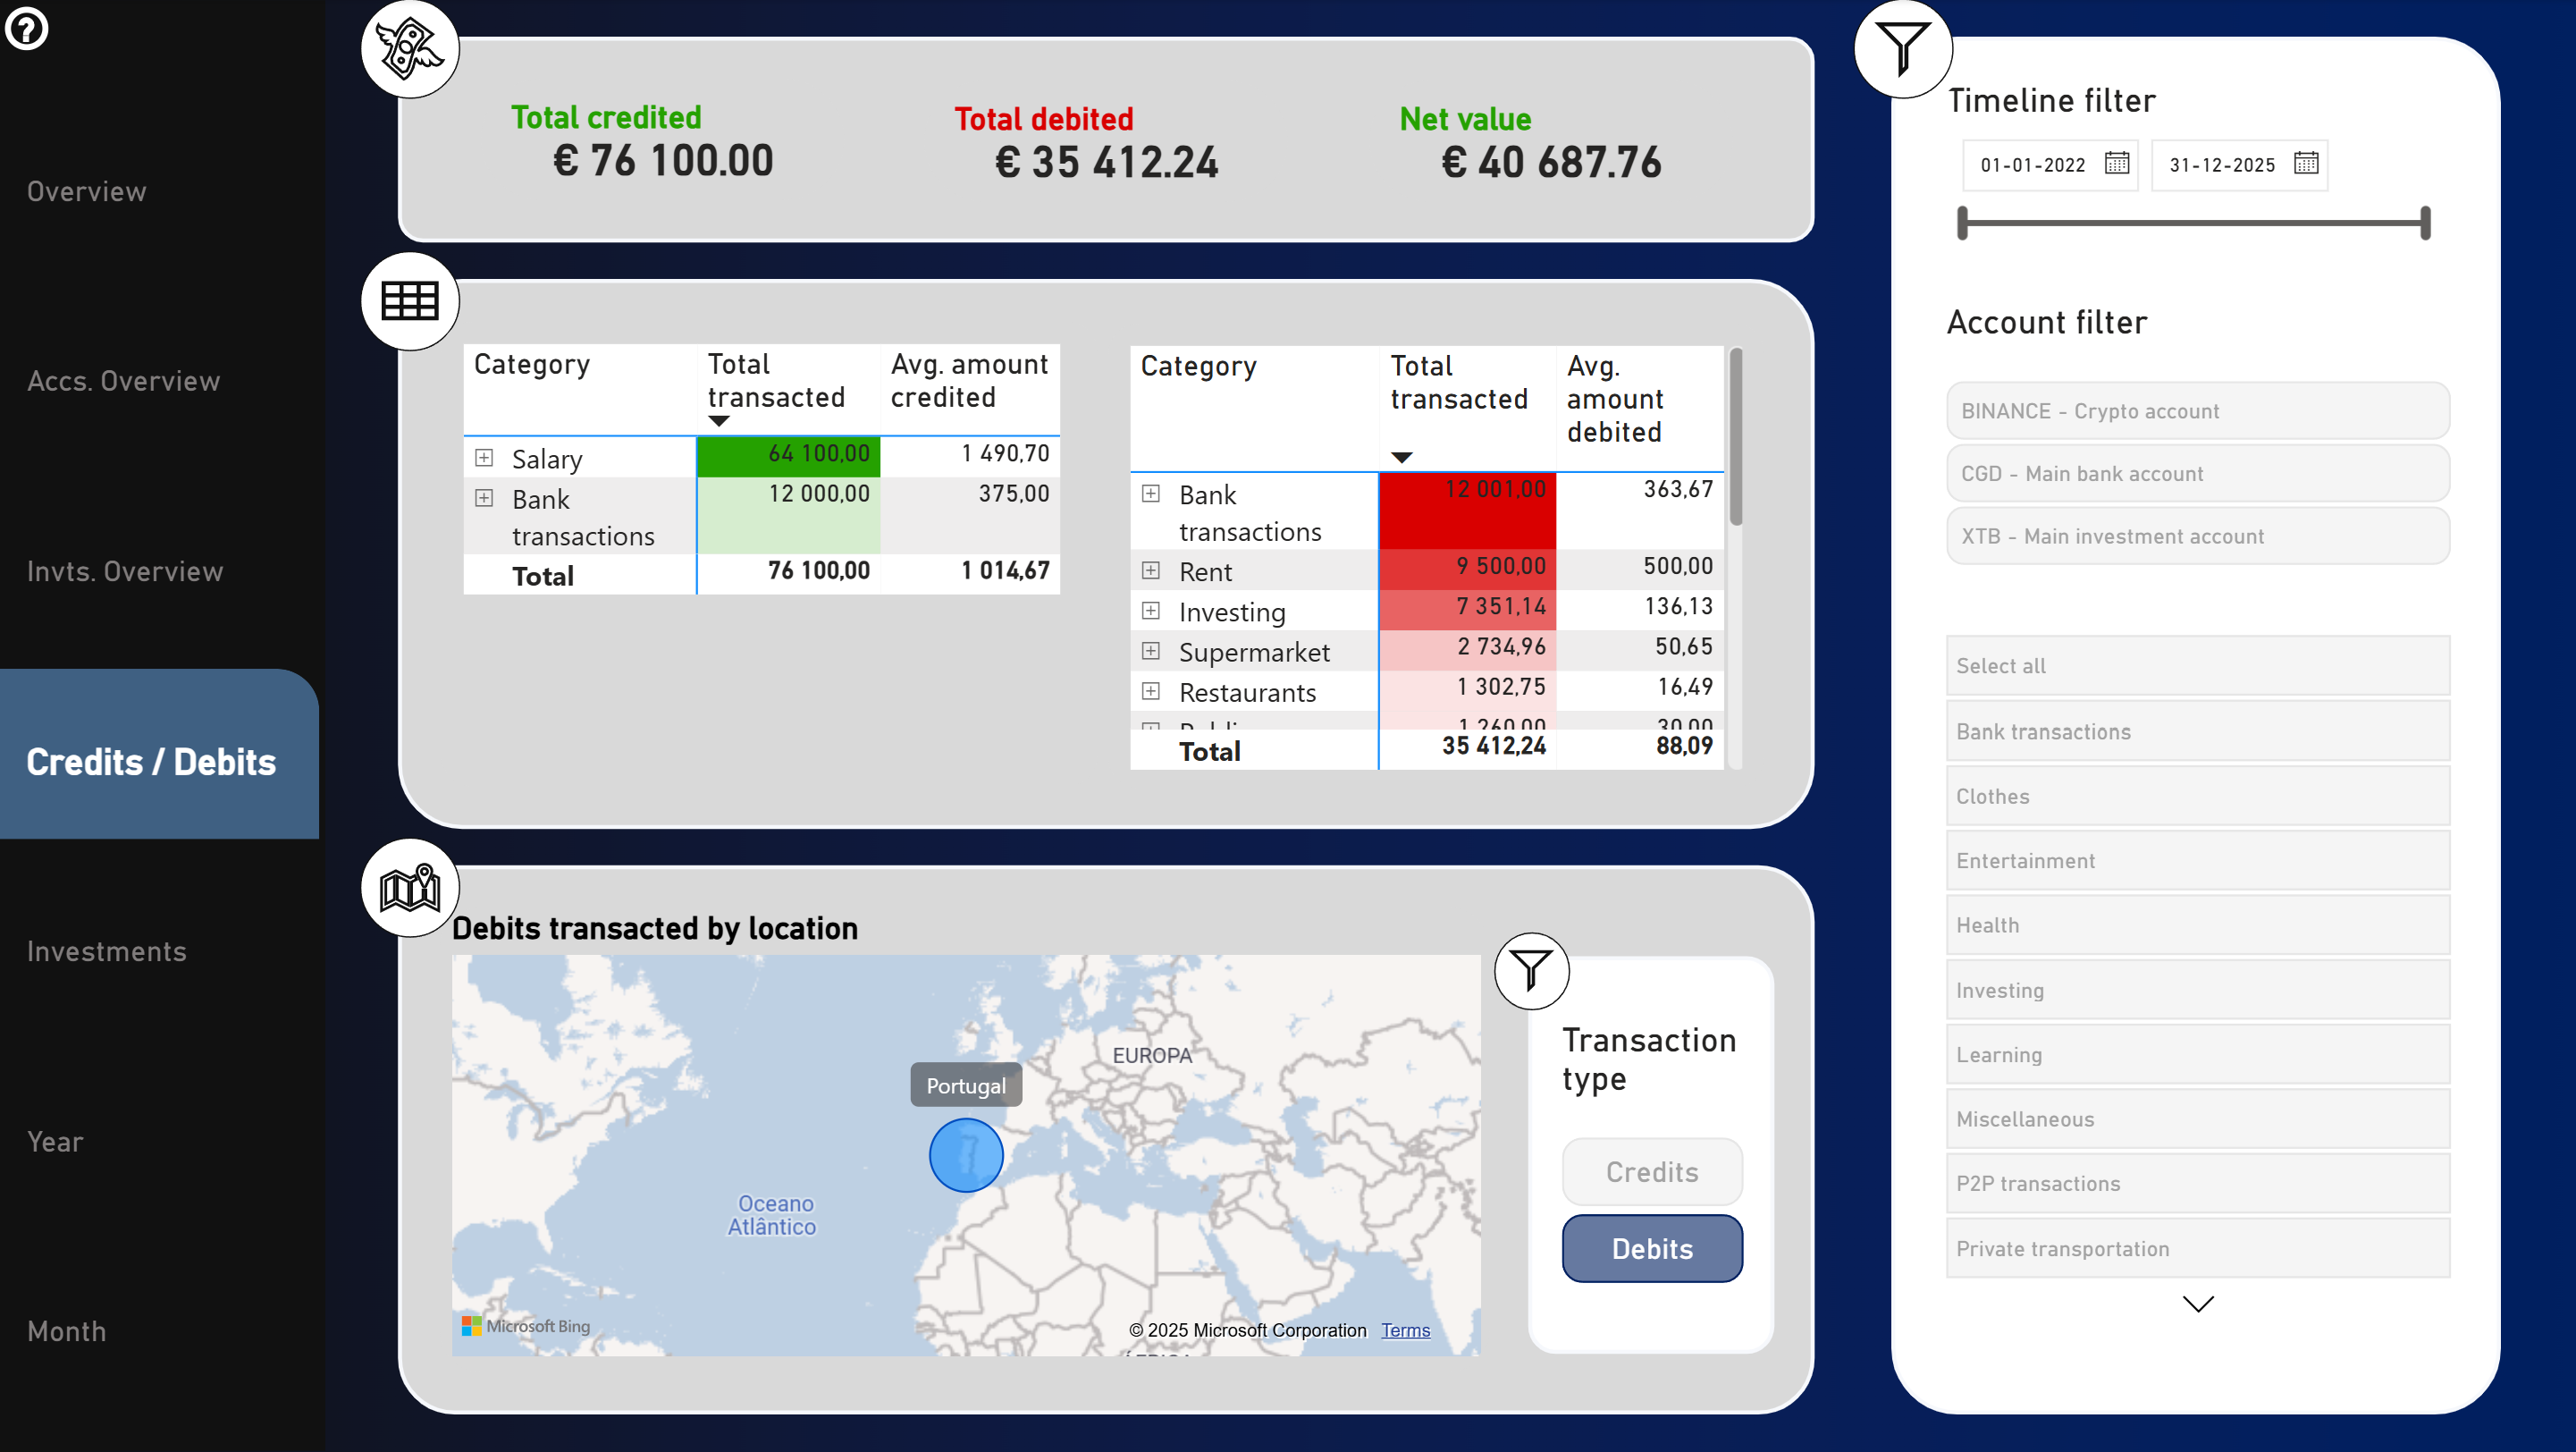 ?
Overview
Accs. Overview
Invts. Overview
Credits / Debits
Investments
Year
Month
Total credited
€ 76 100.00
Total debited
€ 35 412.24
Net value
€ 40 687.76
Category
Total transacted
Avg. amount credited
Salary 64 100,00 1 490,70
Bank transactions 12 000,00 375,00
Total 76 100,00 1 014,67
Category
Total transacted
Avg. amount debited
Bank transactions 12 001,00 363,67
Rent 9 500,00 500,00
Investing 7 351,14 136,13
Supermarket 2 734,96 50,65
Restaurants 1 302,75 16,49
1 260,00 30,00
Total 35 412,24 88,09
Debits transacted by location
EUROPA
Portugal
Oceano
Atlântico
Microsoft Bing
© 2025 Microsoft Corporation Terms
Transaction
type
Credits
Debits
Timeline filter
01-01-2022
31-12-2025
Account filter
BINANCE - Crypto account
CGD - Main bank account
XTB - Main investment account
Select all
Bank transactions
Clothes
Entertainment
Health
Investing
Learning
Miscellaneous
P2P transactions
Private transportation